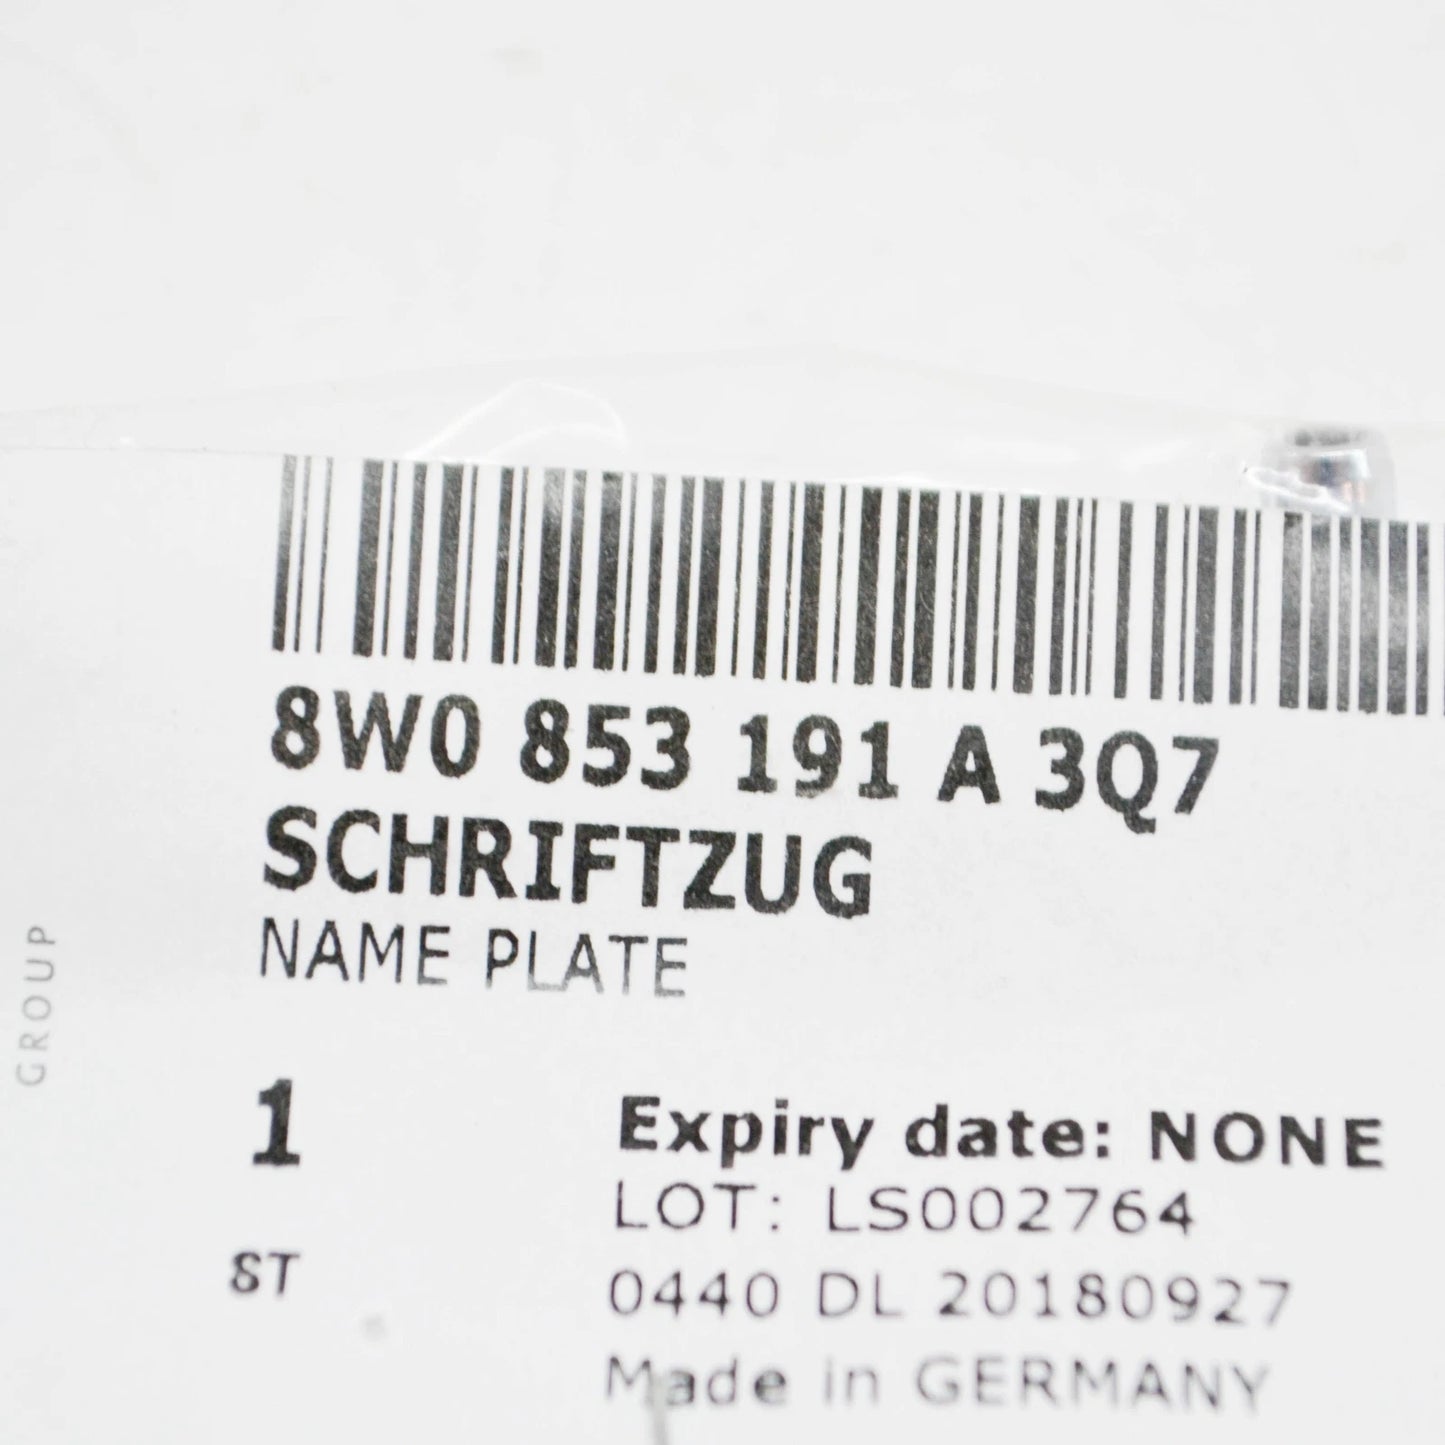 8W0 853 191 A 3Q7
SCHRIFTZUG
NAME PLATE
GROUP
1
ST
Expiry date: NONE
LOT: LS002764
0440 DL 20180927
Made in GERMANY